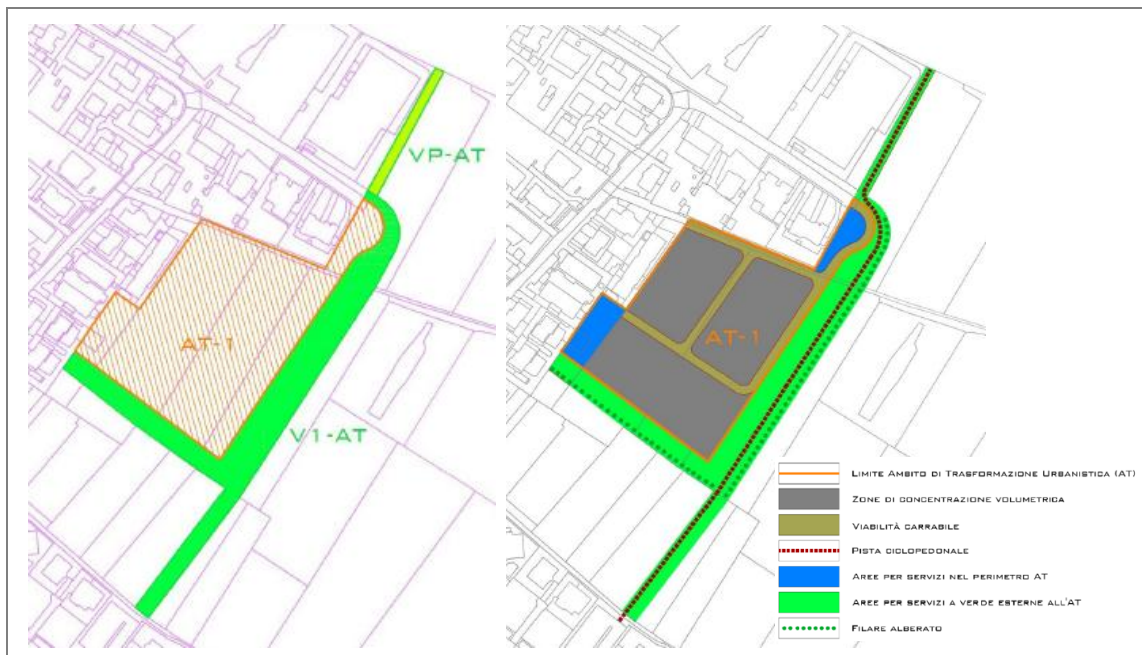 VP-AT
AT-1
V1-AT
AT-1
LIMITE AMBITO DI TRASFORMAZIONE URBANISTICA (AT)
ZONE DI CONCENTRAZIONE VOLUMETRICA
VIABILITÀ CARRABILE
PISTA CICLOPEDONALE
AREE PER SERVIZI NEL PERIMETRO AT
AREE PER SERVIZI A VERDE ESTERNE ALL'AT
FILARE ALBERATO